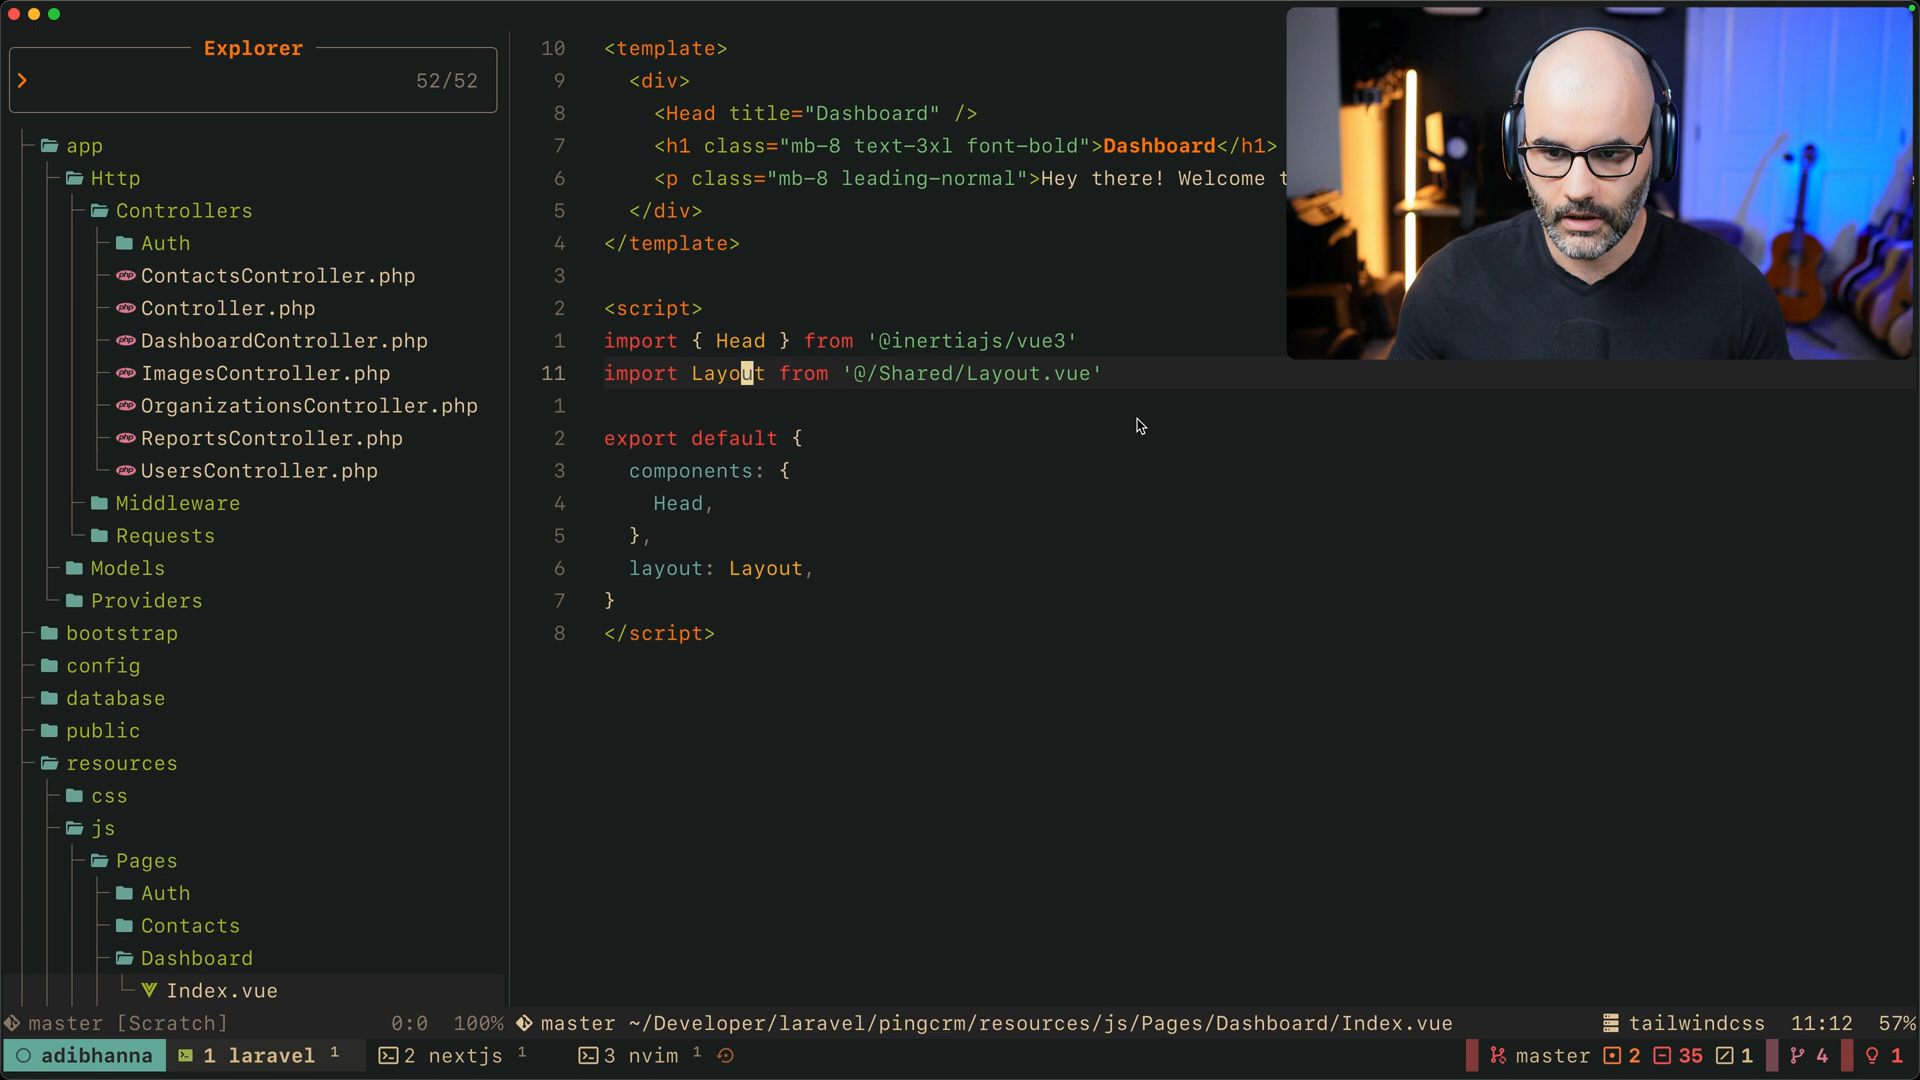 Explorer
52/52
app
Http
Controllers
Auth
ContactsController.php
Controller.php
DashboardController.php
ImagesController.php
OrganizationsController.php
ReportsController.php
UsersController.php
Middleware
Requests
Models
Providers
bootstrap
config
database
public
resources
css
js
Pages
Auth
Contacts
Dashboard
Index.vue
master [Scratch] 0:0 100%
10 <template>
9 <div>
8 <Head title="Dashboard" />
7 <h1 class="mb-8 text-3xl font-bold">Dashboard</h1>
6 <p class="mb-8 leading-normal">Hey there! Welcome t
5 </div>
4 </template>
3
2 <script>
1 import { Head } from '@inertiajs/vue3'
11 import Layout from '@/Shared/Layout.vue'
1
2 export default {
3 components: {
4 Head,
5 },
6 layout: Layout,
7 }
8 </script>
master ~/Developer/laravel/pingcrm/resources/js/Pages/Dashboard/Index.vue tailwindcss 11:12 57%
adibhanna 1 laravel 1 2 nextjs 1 3 nvim 1 master 2 35 1 4 1